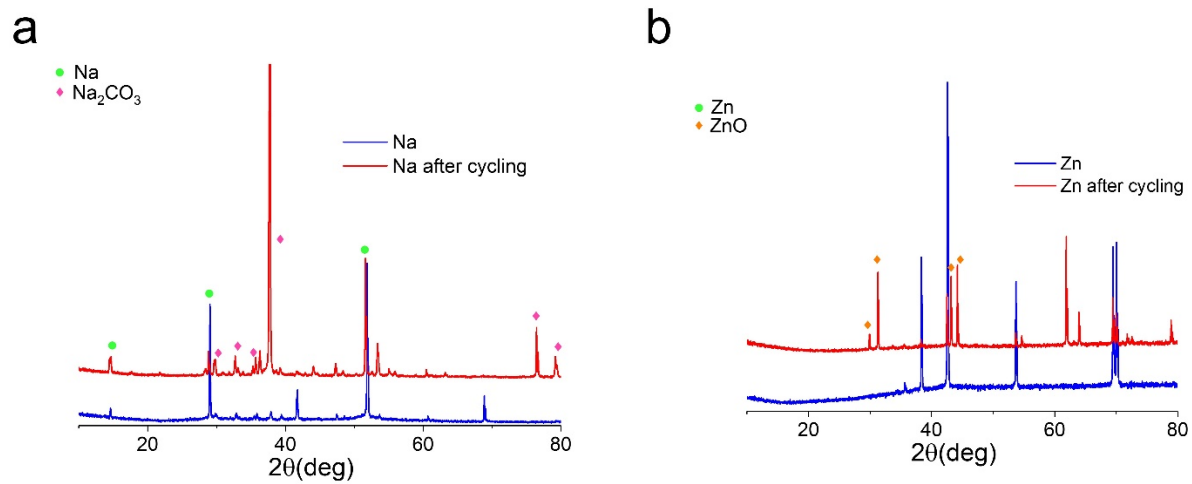 a
Na
Na2CO3
Na
Na after cycling
20
40
60
80
2θ(deg)
b
Zn
ZnO
Zn
Zn after cycling
20
40
60
80
2θ(deg)